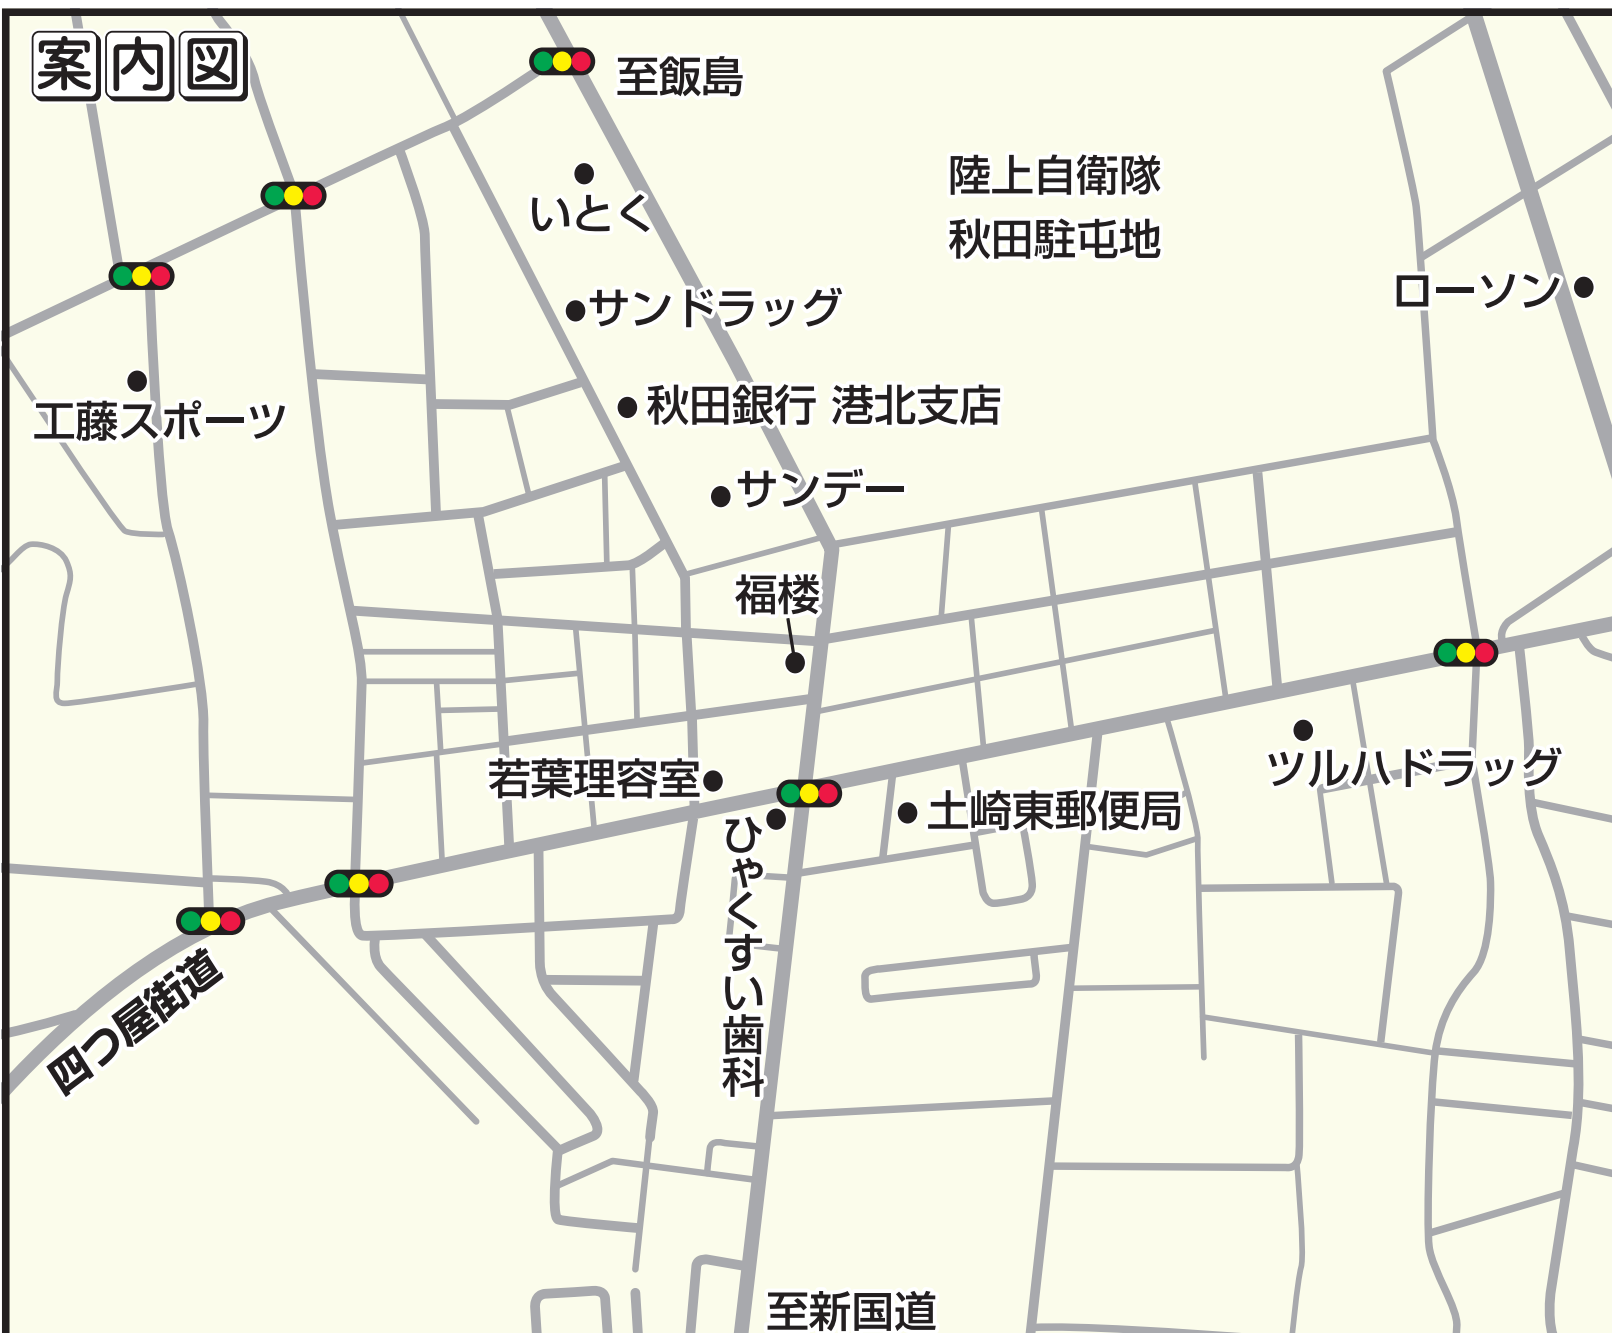 案内図
至飯島
陸上自衛隊
秋田駐屯地
いとく
ローソン
サンドラッグ
工藤スポーツ
秋田銀行 港北支店
サンデー
福楼
若葉理容室
ツルハドラッグ
土崎東郵便局
ひゃくすい歯科
四つ屋街道
至新国道